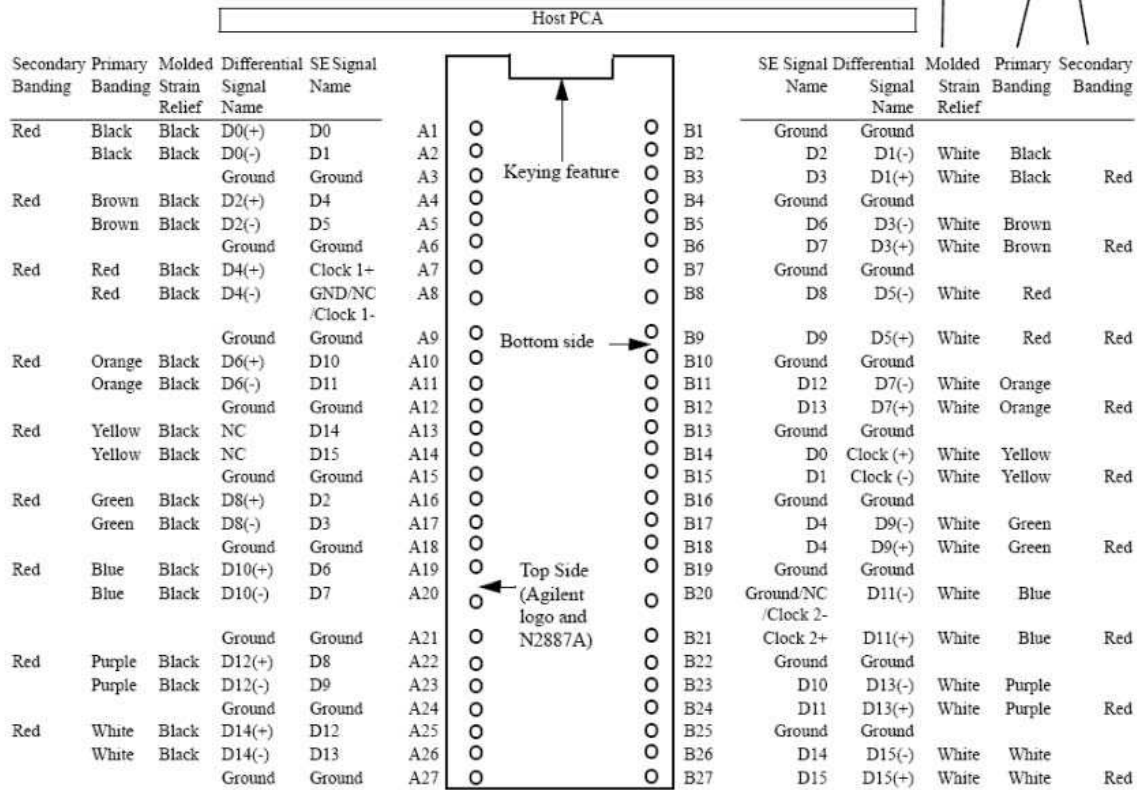 Host PCA
Secondary Primary Molded Differential SE Signal SE Signal Differential Molded Primary Secondary
Banding Banding Strain Signal Name Name Signal Strain Banding Banding
Relief Name Name Relief
Red Black Black D0(+) D0 A1 B1 Ground Ground
Black Black D0(-) D1 A2 B2 D2 D1(-) White Black
Ground Ground A3 Keying feature B3 D3 D1(+) White Black Red
Red Brown Black D2(+) D4 A4 B4 Ground Ground
Brown Black D2(-) D5 A5 B5 D6 D3(-) White Brown
Ground Ground A6 B6 D7 D3(+) White Brown Red
Red Red Black D4(+) Clock 1+ A7 B7 Ground Ground
Red Black D4(-) GND/NC A8 B8 D8 D5(-) White Red
/Clock 1-
Ground Ground A9 Bottom side B9 D9 D5(+) White Red Red
Red Orange Black D6(+) D10 A10 B10 Ground Ground
Orange Black D6(-) D11 A11 B11 D12 D7(-) White Orange
Ground Ground A12 B12 D13 D7(+) White Orange Red
Red Yellow Black NC D14 A13 B13 Ground Ground
Yellow Black NC D15 A14 B14 D0 Clock (+) White Yellow
Ground Ground A15 B15 D1 Clock (-) White Yellow Red
Red Green Black D8(+) D2 A16 B16 Ground Ground
Green Black D8(-) D3 A17 B17 D4 D9(-) White Green
Ground Ground A18 B18 D4 D9(+) White Green Red
Red Blue Black D10(+) D6 A19 Top Side B19 Ground Ground
Blue Black D10(-) D7 A20 (Agilent B20 Ground/NC D11(-) White Blue
logo and /Clock 2-
Ground Ground A21 N2887A) B21 Clock 2+ D11(+) White Blue Red
Red Purple Black D12(+) D8 A22 B22 Ground Ground
Purple Black D12(-) D9 A23 B23 D10 D13(-) White Purple
Ground Ground A24 B24 D11 D13(+) White Purple Red
Red White Black D14(+) D12 A25 B25 Ground Ground
White Black D14(-) D13 A26 B26 D14 D15(-) White White
Ground Ground A27 B27 D15 D15(+) White White Red